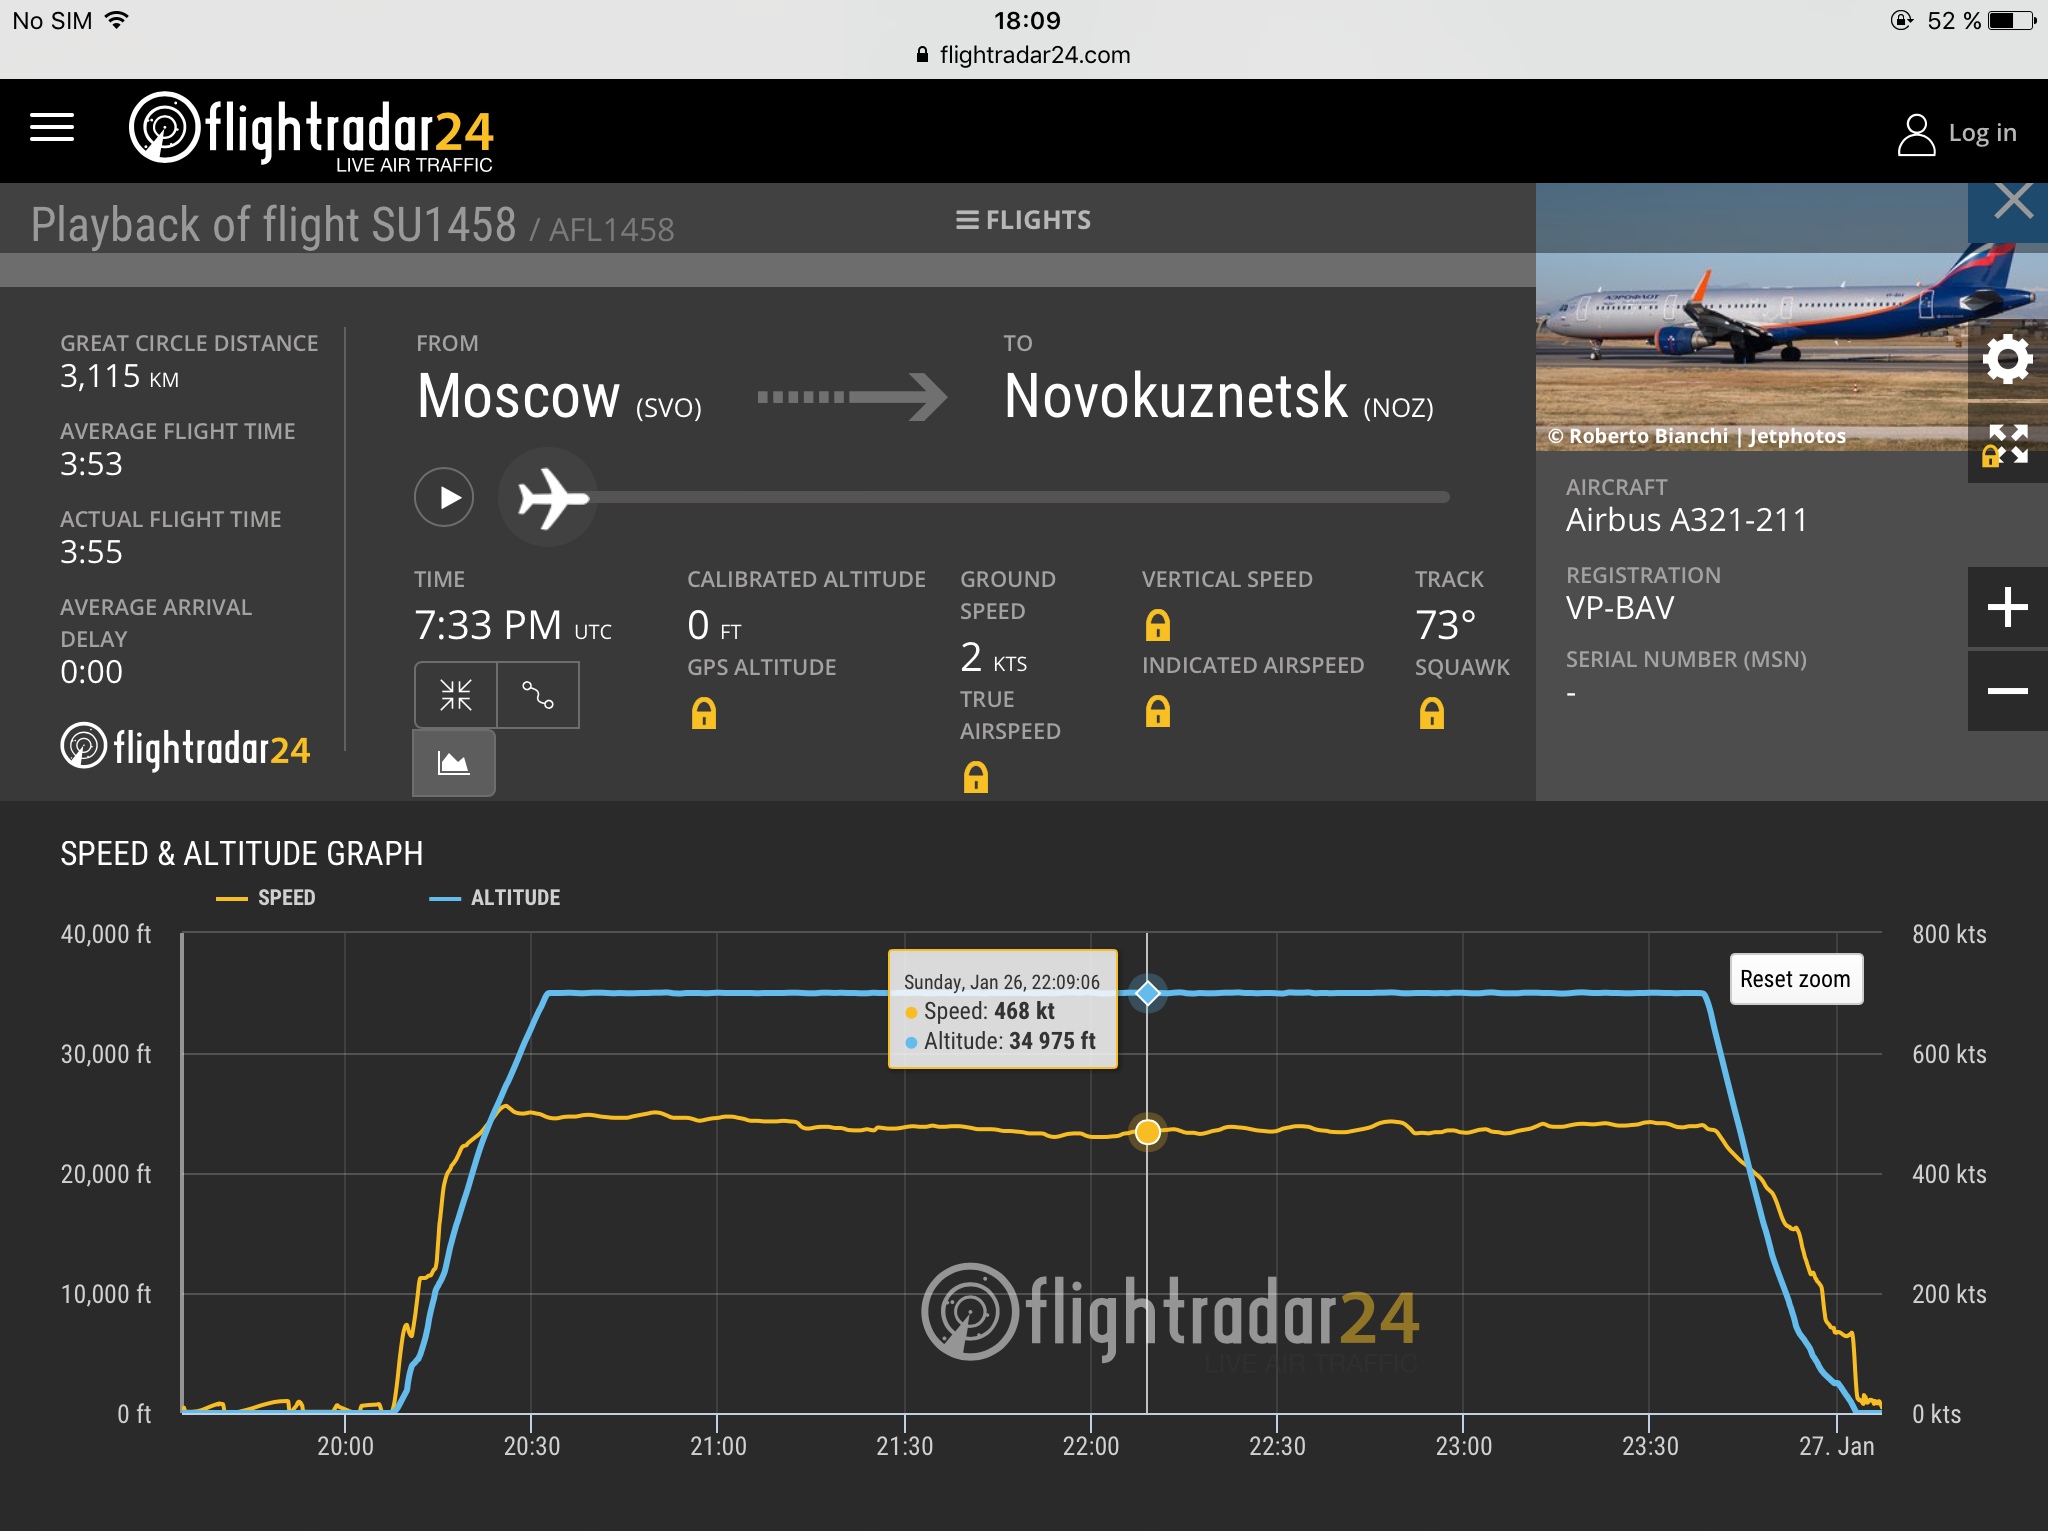 No SIM
18:09
52 %
flightradar24.com
flightradar24
LIVE AIR TRAFFIC
Log in
Playback of flight SU1458 / AFL1458
FLIGHTS
GREAT CIRCLE DISTANCE
3,115 KM
AVERAGE FLIGHT TIME
3:53
ACTUAL FLIGHT TIME
3:55
AVERAGE ARRIVAL
DELAY
0:00
flightradar24
FROM
Moscow (SVO)
TO
Novokuznetsk (NOZ)
TIME
7:33 PM UTC
CALIBRATED ALTITUDE
0 FT
GPS ALTITUDE
GROUND
SPEED
2 KTS
TRUE
AIRSPEED
VERTICAL SPEED
INDICATED AIRSPEED
TRACK
73°
SQUAWK
АЭРОФЛОТ
© Roberto Bianchi | Jetphotos
AIRCRAFT
Airbus A321-211
REGISTRATION
VP-BAV
SERIAL NUMBER (MSN)
-
SPEED & ALTITUDE GRAPH
SPEED
ALTITUDE
40,000 ft
30,000 ft
20,000 ft
10,000 ft
0 ft
800 kts
600 kts
400 kts
200 kts
0 kts
Sunday, Jan 26, 22:09:06
Speed: 468 kt
Altitude: 34 975 ft
Reset zoom
flightradar24
LIVE AIR TRAFFIC
20:00
20:30
21:00
21:30
22:00
22:30
23:00
23:30
27. Jan